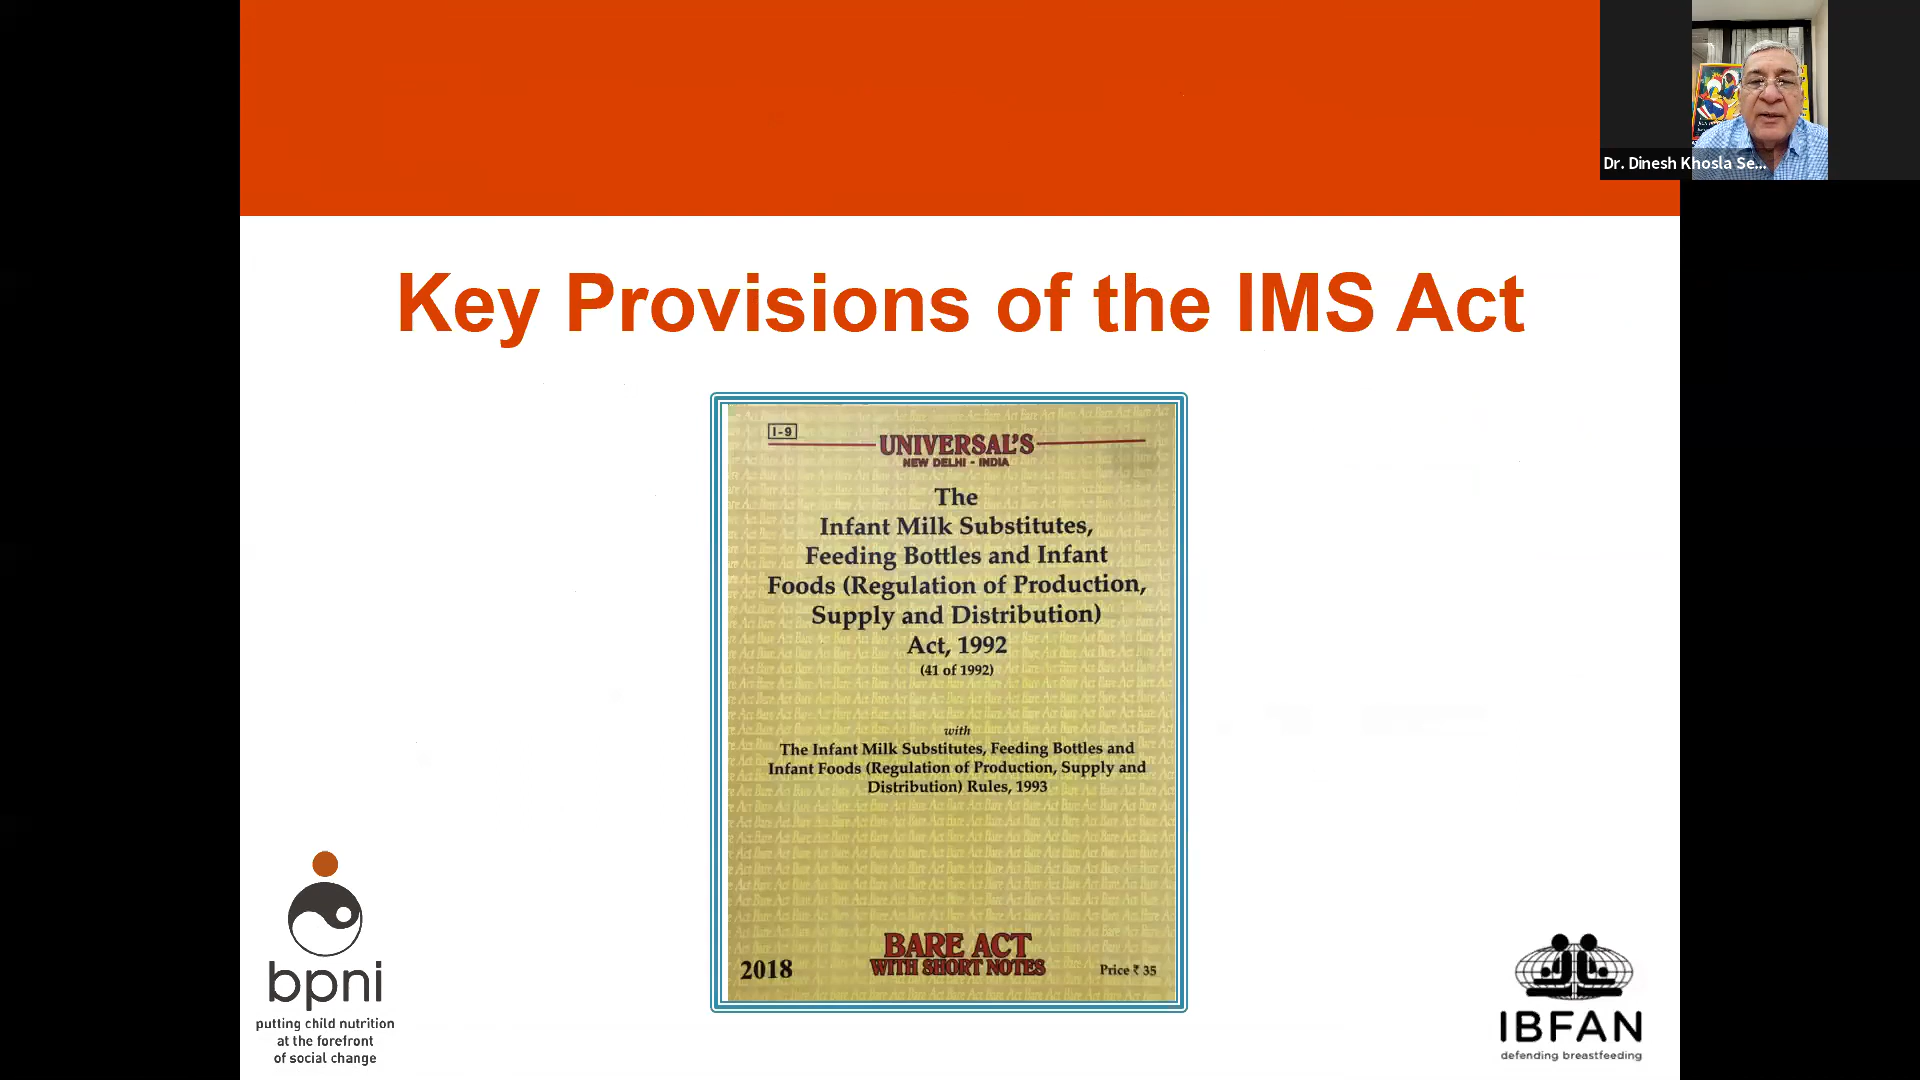 Dr. Dinesh Khosla Se...
Key Provisions of the IMS Act
I-9
UNIVERSAL'S
NEW DELHI - INDIA
The
Infant Milk Substitutes,
Feeding Bottles and Infant
Foods (Regulation of Production,
Supply and Distribution)
Act, 1992
(41 of 1992)
with
The Infant Milk Substitutes, Feeding Bottles and
Infant Foods (Regulation of Production, Supply and
Distribution) Rules, 1993
BARE ACT
WITH SHORT NOTES
2018
Price ₹ 35
bpni
putting child nutrition
at the forefront
of social change
IBFAN
defending breastfeeding